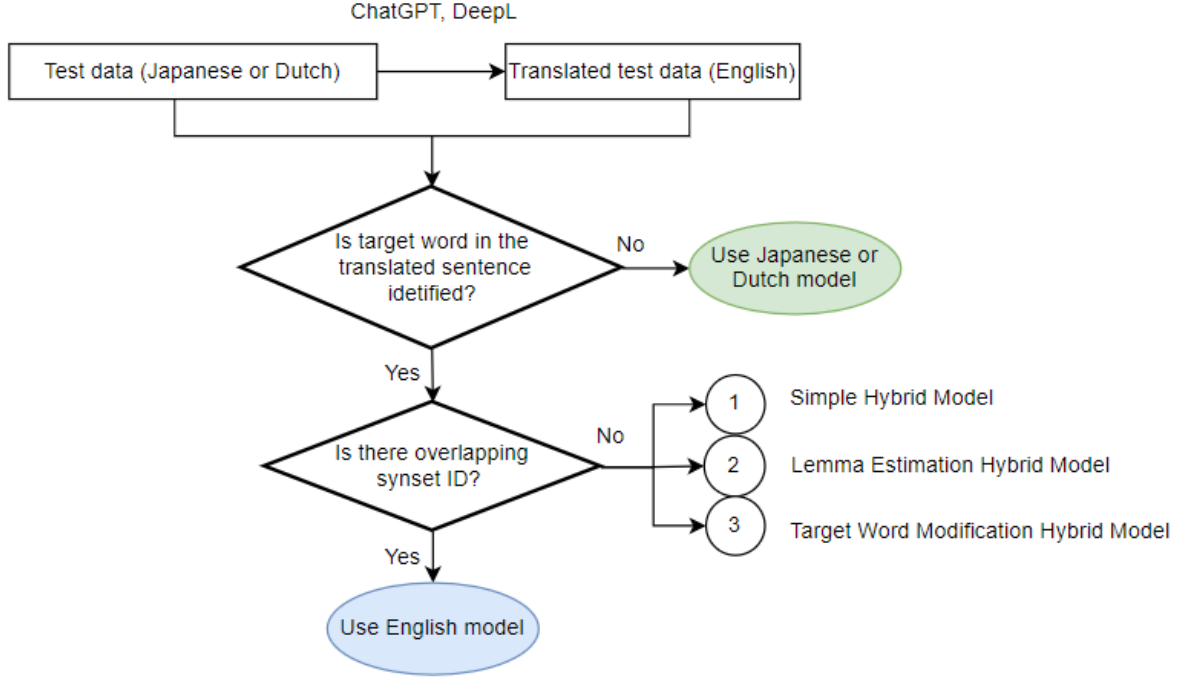 ChatGPT, DeepL
Test data (Japanese or Dutch)
Translated test data (English)
Is target word in the
translated sentence
idetified?
No
Use Japanese or
Dutch model
Yes
Is there overlapping
synset ID?
No
1
Simple Hybrid Model
2
Lemma Estimation Hybrid Model
3
Target Word Modification Hybrid Model
Yes
Use English model